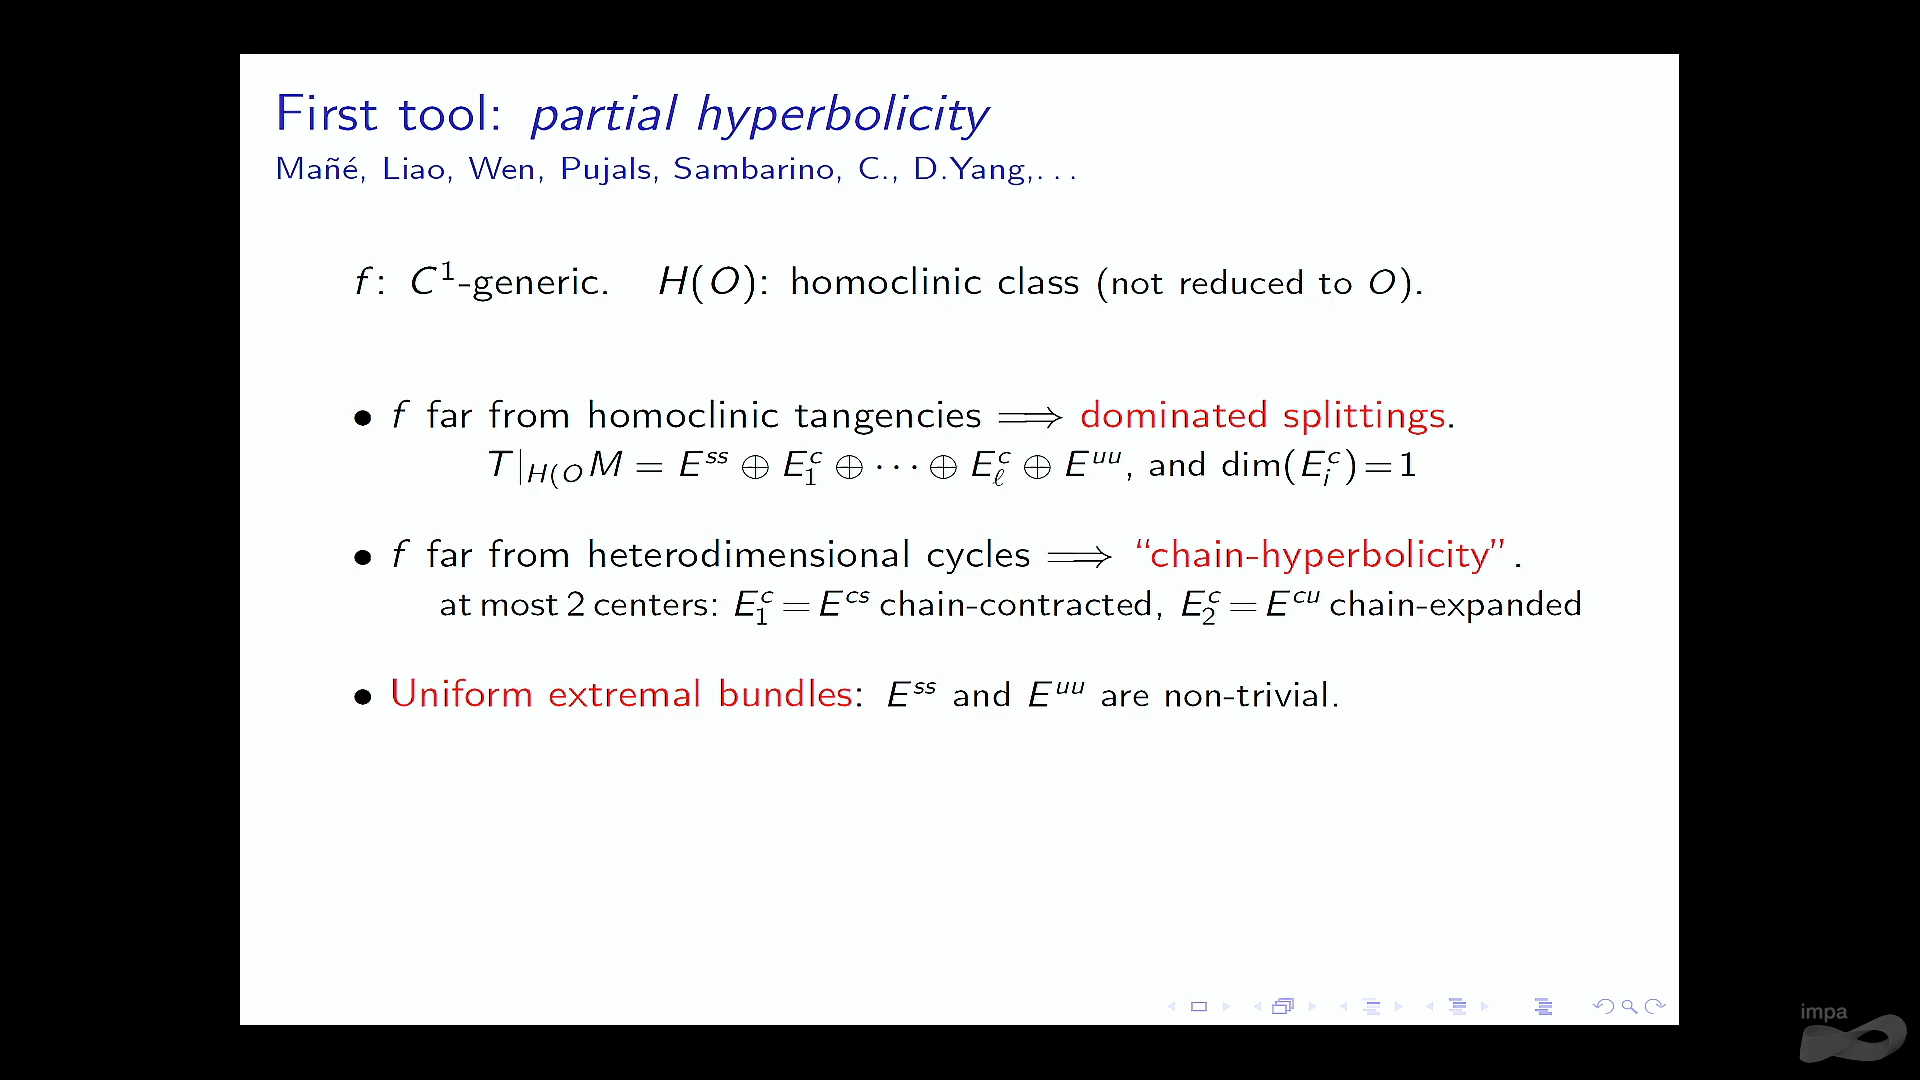 First tool: partial hyperbolicity
Mañé, Liao, Wen, Pujals, Sambarino, C., D.Yang,...
f: C¹-generic. H(O): homoclinic class (not reduced to O).
• f far from homoclinic tangencies ⟹ dominated splittings.
T|_{H(O} M = E^{ss} ⊕ E^c_1 ⊕ ··· ⊕ E^c_ℓ ⊕ E^{uu}, and dim(E^c_i)=1
• f far from heterodimensional cycles ⟹ “chain-hyperbolicity”.
at most 2 centers: E^c_1 = E^{cs} chain-contracted, E^c_2 = E^{cu} chain-expanded
• Uniform extremal bundles: E^{ss} and E^{uu} are non-trivial.
impa